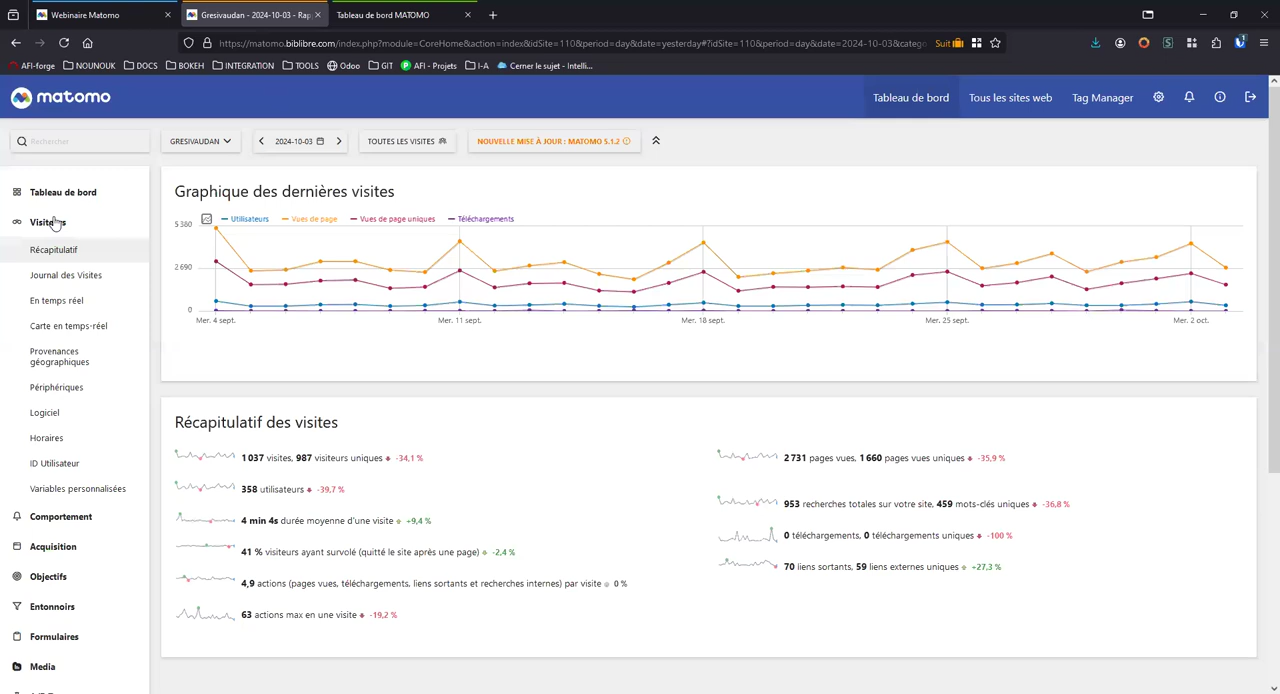 Webinaire Matomo
Gresivaudan - 2024-10-03 - Rap
Tableau de bord MATOMO
https://matomo.biblibre.com/index.php?module=CoreHome&action=index&idSite=110&period=day&date=yesterday#?idSite=110&period=day&date=2024-10-03&categ
Suit
AFI-forge
NOUNOUK
DOCS
BOKEH
INTEGRATION
TOOLS
Odoo
GIT
AFI - Projets
I-A
Cerner le sujet - Intelli...
matomo
Tableau de bord
Tous les sites web
Tag Manager
Rechercher
GRESIVAUDAN
2024-10-03
TOUTES LES VISITES
NOUVELLE MISE À JOUR : MATOMO 5.1.2
Tableau de bord
Visiteurs
Récapitulatif
Journal des Visites
En temps réel
Carte en temps-réel
Provenances
géographiques
Périphériques
Logiciel
Horaires
ID Utilisateur
Variables personnalisées
Comportement
Acquisition
Objectifs
Entonnoirs
Formulaires
Media
Graphique des dernières visites
Utilisateurs
Vues de page
Vues de page uniques
Téléchargements
5 380
2 690
0
Mer. 4 sept.
Mer. 11 sept.
Mer. 18 sept.
Mer. 25 sept.
Mer. 2 oct.
Récapitulatif des visites
1 037 visites, 987 visiteurs uniques -34,1 %
358 utilisateurs -39,7 %
4 min 4s durée moyenne d'une visite +9,4 %
41 % visiteurs ayant survolé (quitté le site après une page) -2,4 %
4,9 actions (pages vues, téléchargements, liens sortants et recherches internes) par visite 0 %
63 actions max en une visite -19,2 %
2 731 pages vues, 1 660 pages vues uniques -35,9 %
953 recherches totales sur votre site, 459 mots-clés uniques -36,8 %
0 téléchargements, 0 téléchargements uniques -100 %
70 liens sortants, 59 liens externes uniques +27,3 %